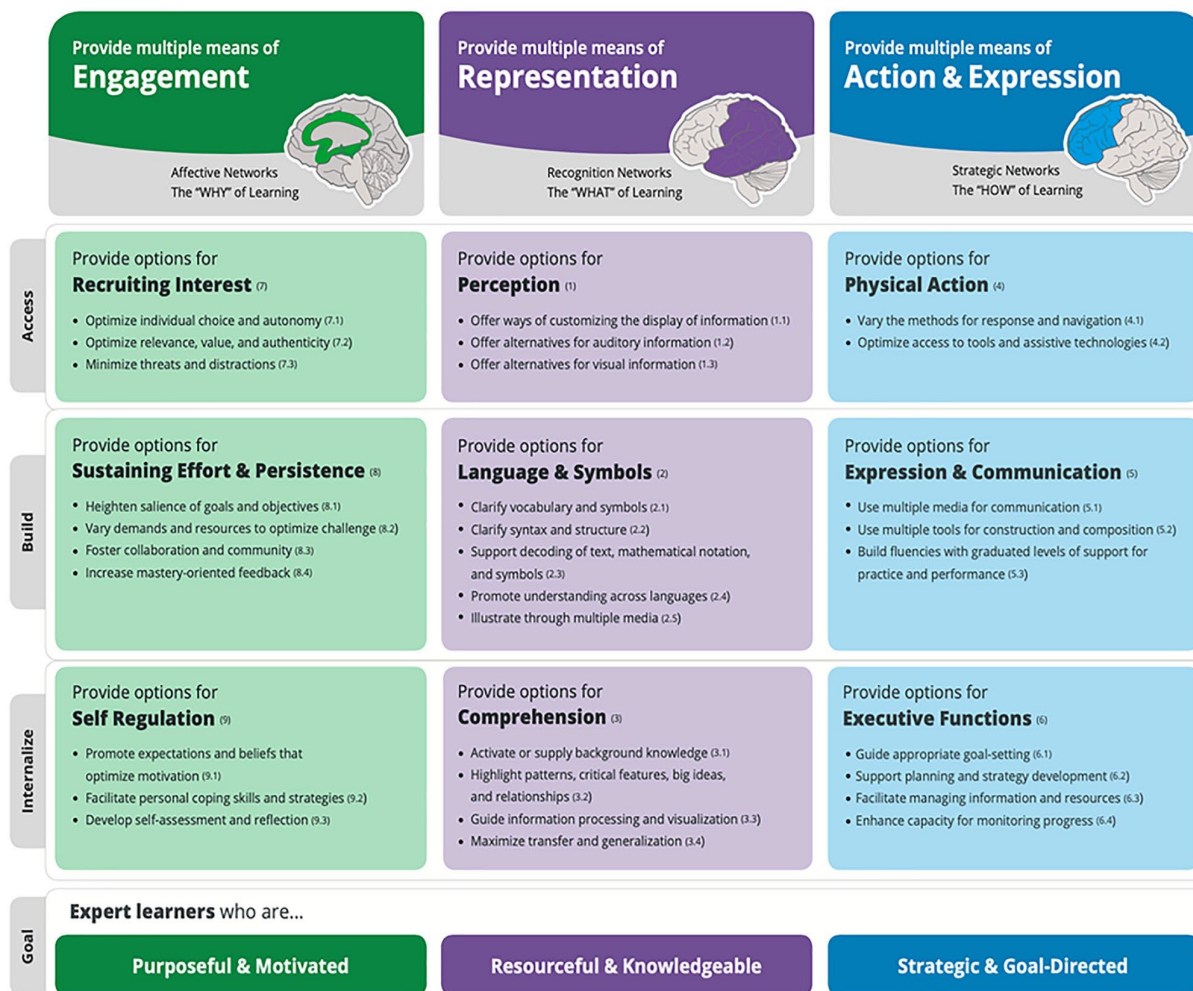 Provide multiple means of
Engagement
Affective Networks
The “WHY” of Learning
Provide multiple means of
Representation
Recognition Networks
The “WHAT” of Learning
Provide multiple means of
Action & Expression
Strategic Networks
The “HOW” of Learning
Access
Provide options for
Recruiting Interest (7)
• Optimize individual choice and autonomy (7.1)
• Optimize relevance, value, and authenticity (7.2)
• Minimize threats and distractions (7.3)
Provide options for
Perception (1)
• Offer ways of customizing the display of information (1.1)
• Offer alternatives for auditory information (1.2)
• Offer alternatives for visual information (1.3)
Provide options for
Physical Action (4)
• Vary the methods for response and navigation (4.1)
• Optimize access to tools and assistive technologies (4.2)
Build
Provide options for
Sustaining Effort & Persistence (8)
• Heighten salience of goals and objectives (8.1)
• Vary demands and resources to optimize challenge (8.2)
• Foster collaboration and community (8.3)
• Increase mastery-oriented feedback (8.4)
Provide options for
Language & Symbols (2)
• Clarify vocabulary and symbols (2.1)
• Clarify syntax and structure (2.2)
• Support decoding of text, mathematical notation,
and symbols (2.3)
• Promote understanding across languages (2.4)
• Illustrate through multiple media (2.5)
Provide options for
Expression & Communication (5)
• Use multiple media for communication (5.1)
• Use multiple tools for construction and composition (5.2)
• Build fluencies with graduated levels of support for
practice and performance (5.3)
Internalize
Provide options for
Self Regulation (9)
• Promote expectations and beliefs that
optimize motivation (9.1)
• Facilitate personal coping skills and strategies (9.2)
• Develop self-assessment and reflection (9.3)
Provide options for
Comprehension (3)
• Activate or supply background knowledge (3.1)
• Highlight patterns, critical features, big ideas,
and relationships (3.2)
• Guide information processing and visualization (3.3)
• Maximize transfer and generalization (3.4)
Provide options for
Executive Functions (6)
• Guide appropriate goal-setting (6.1)
• Support planning and strategy development (6.2)
• Facilitate managing information and resources (6.3)
• Enhance capacity for monitoring progress (6.4)
Goal
Expert learners who are...
Purposeful & Motivated
Resourceful & Knowledgeable
Strategic & Goal-Directed